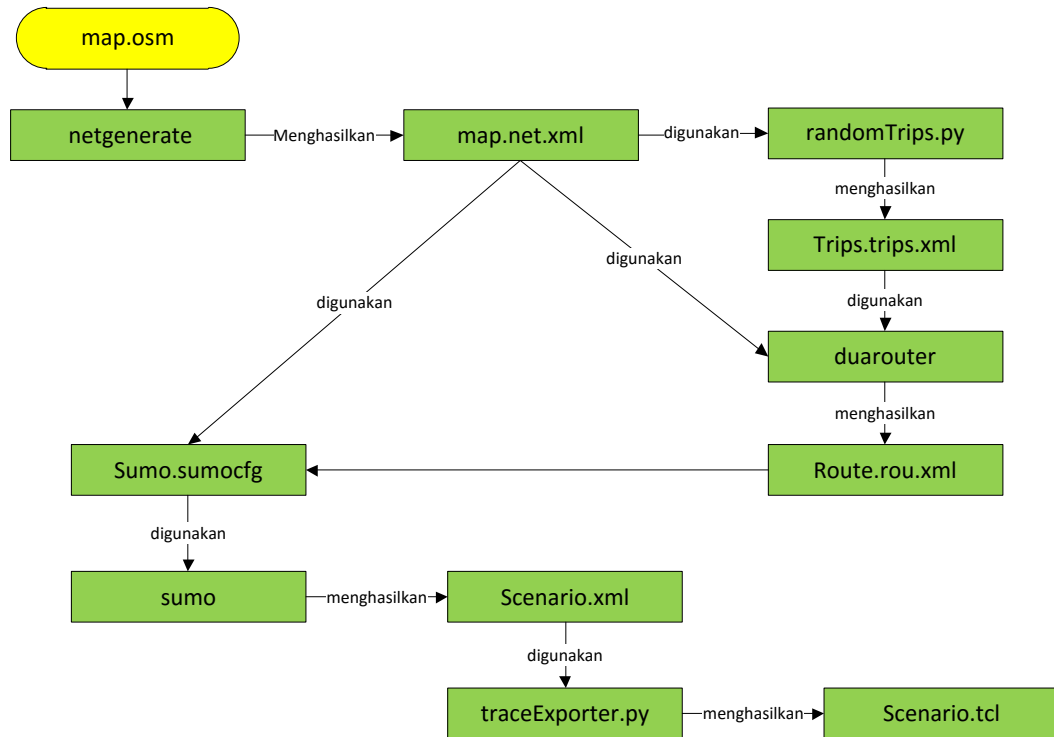 map.osm
netgenerate
Menghasilkan
map.net.xml
digunakan
randomTrips.py
menghasilkan
Trips.trips.xml
digunakan
digunakan
digunakan
duarouter
menghasilkan
Sumo.sumocfg
Route.rou.xml
digunakan
sumo
menghasilkan
Scenario.xml
digunakan
traceExporter.py
menghasilkan
Scenario.tcl